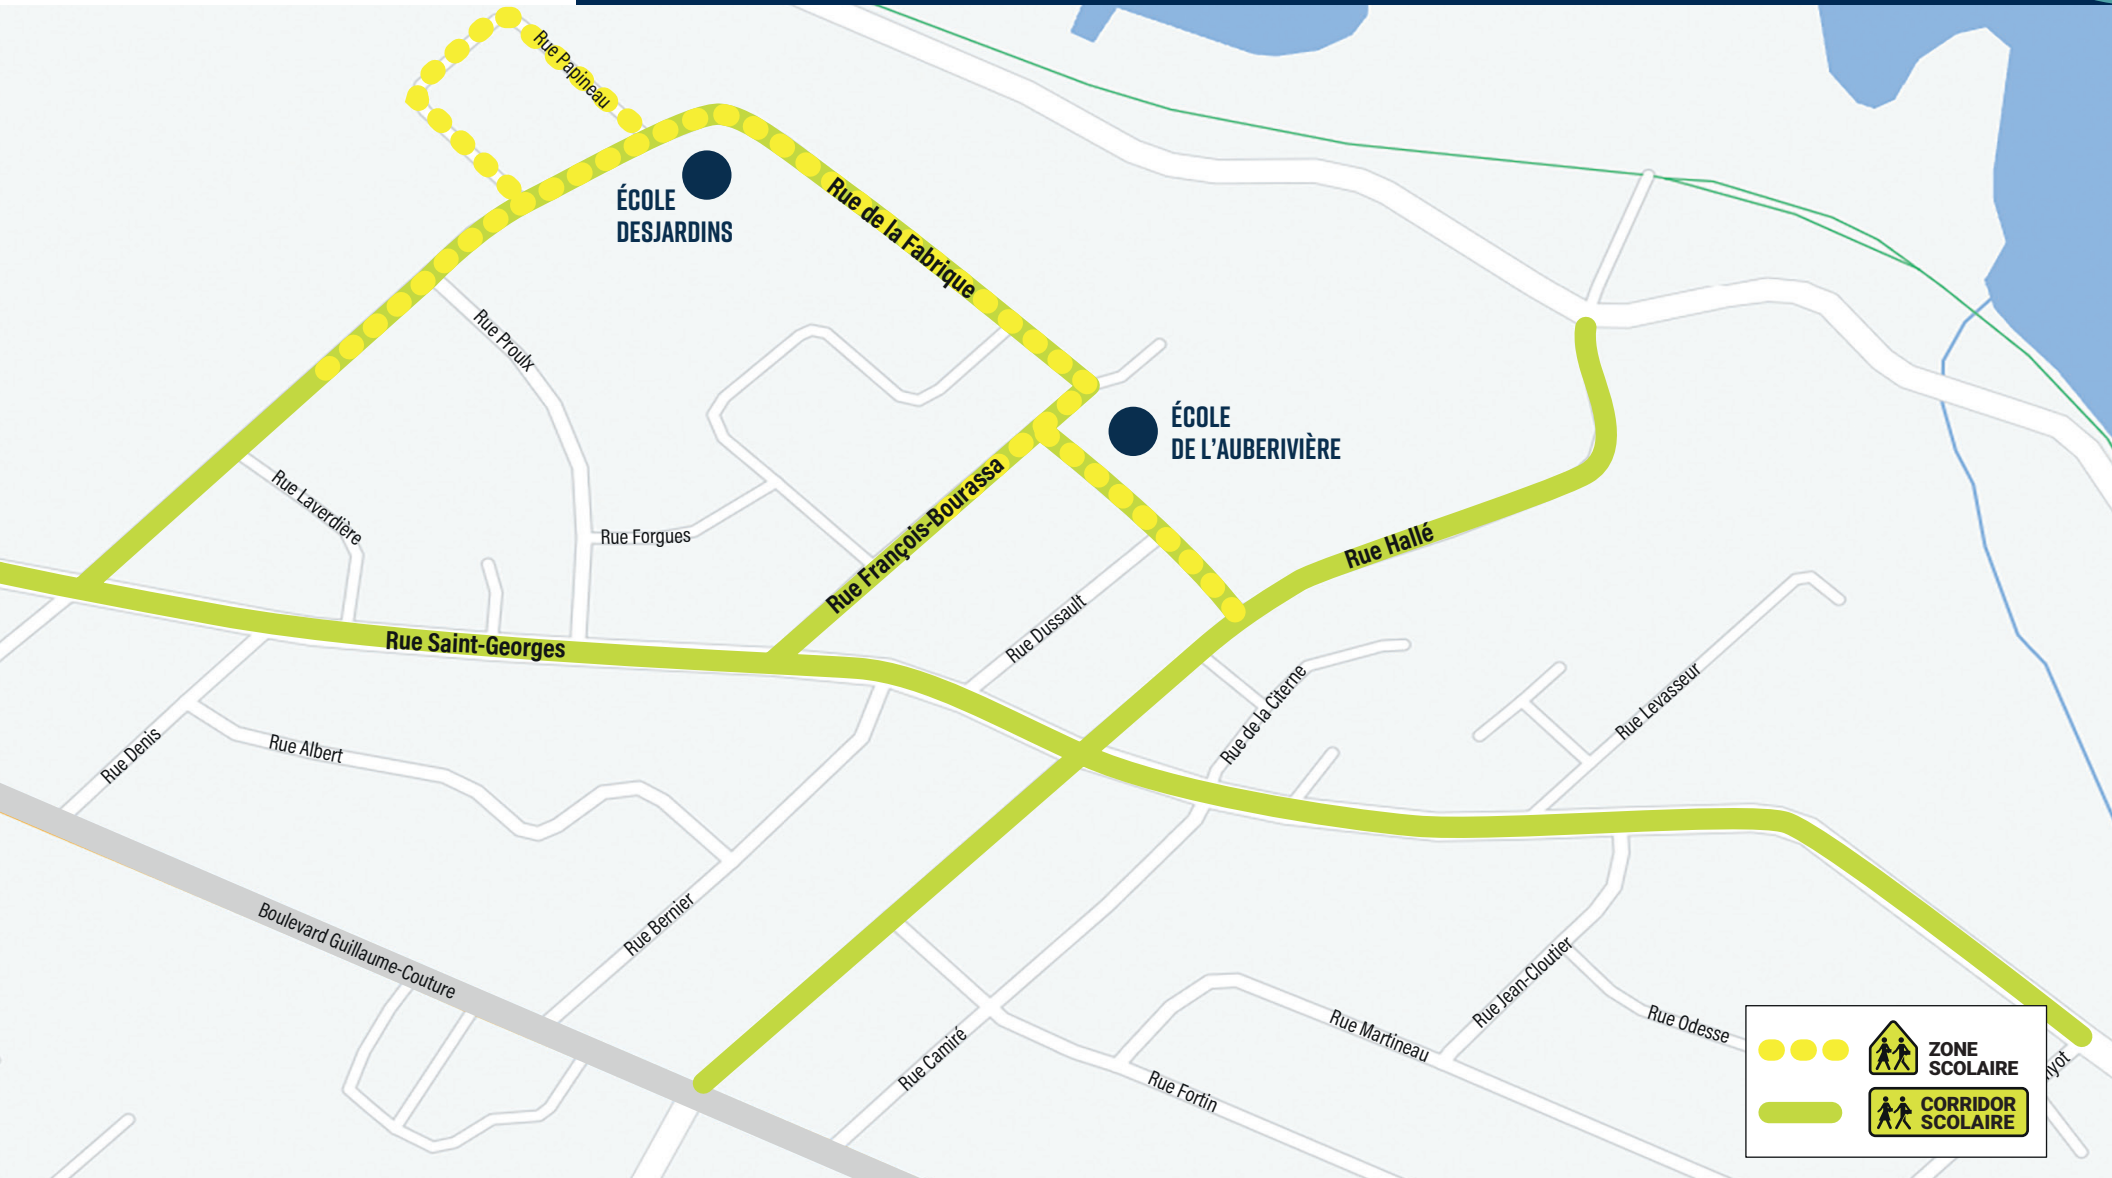 Rue Papineau
ÉCOLE
DESJARDINS
Rue de la Fabrique
Rue Proulx
ÉCOLE
DE L'AUBERIVIÈRE
Rue Laverdière
Rue Forgues
Rue François-Bourassa
Rue Hallé
Rue Saint-Georges
Rue Dussault
Rue de la Citerne
Rue Levasseur
Rue Denis
Rue Albert
Boulevard Guillaume-Couture
Rue Bernier
Rue Camiré
Rue Jean-Cloutier
Rue Martineau
Rue Odesse
Rue Fortin
ZONE
SCOLAIRE
CORRIDOR
SCOLAIRE